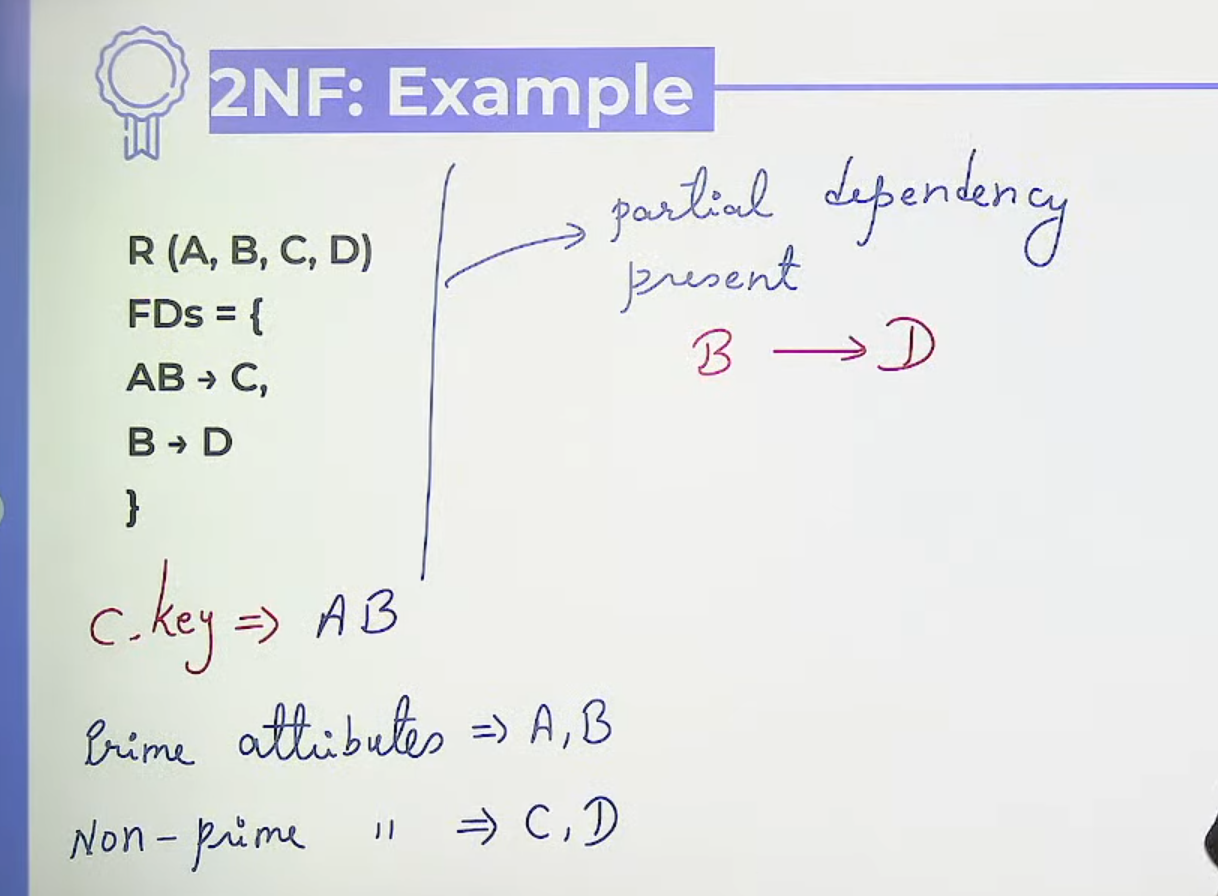 2NF: Example
R (A, B, C, D)
FDs = {
AB → C,
B → D
}
C. key ⇒ AB
Prime attributes ⇒ A, B
Non-prime " ⇒ C, D
partial dependency
present
B → D